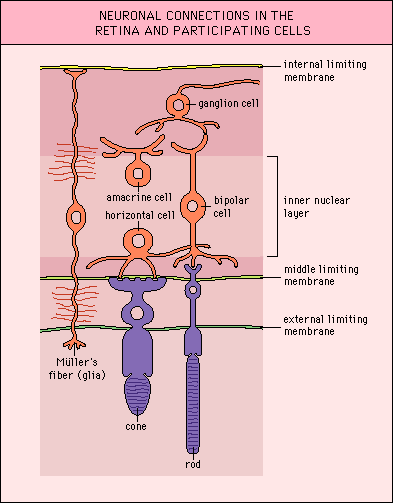 NEURONAL CONNECTIONS IN THE
RETINA AND PARTICIPATING CELLS
internal limiting
membrane
ganglion cell
amacrine cell
horizontal cell
bipolar
cell
inner nuclear
layer
middle limiting
membrane
external limiting
membrane
Müller's
fiber (glia)
cone
rod